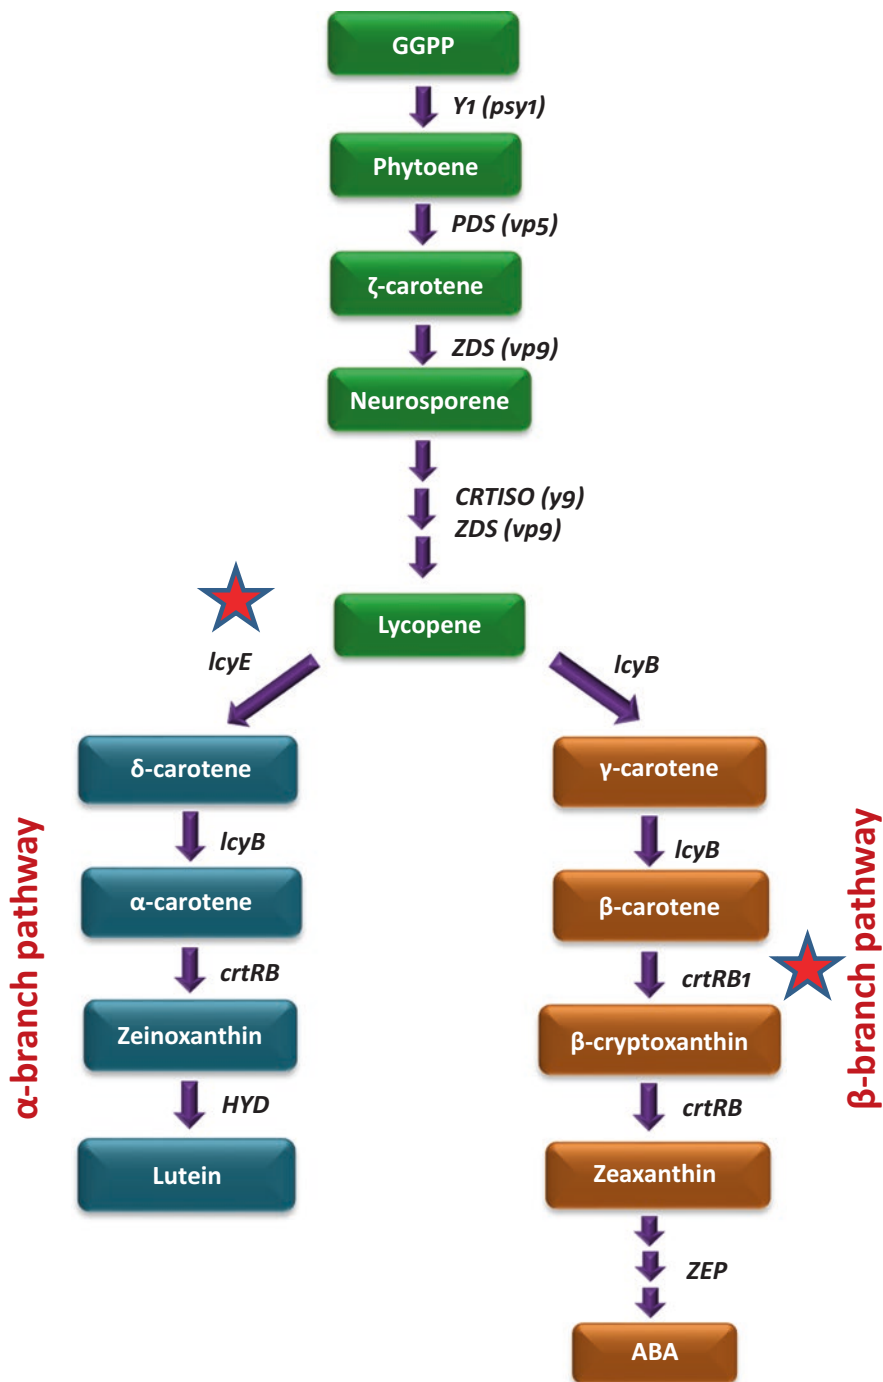 GGPP
Y1 (psy1)
Phytoene
PDS (vp5)
ζ-carotene
ZDS (vp9)
Neurosporene
CRTISO (y9)
ZDS (vp9)
Lycopene
lcyE
lcyB
δ-carotene
γ-carotene
lcyB
lcyB
α-carotene
β-carotene
crtRB
crtRB1
Zeinoxanthin
β-cryptoxanthin
HYD
crtRB
Lutein
Zeaxanthin
ZEP
ABA
α-branch pathway
β-branch pathway